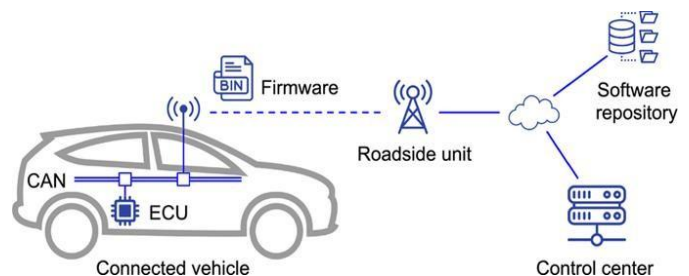 BIN
Firmware
Software
repository
Roadside unit
CAN
ECU
Connected vehicle
Control center